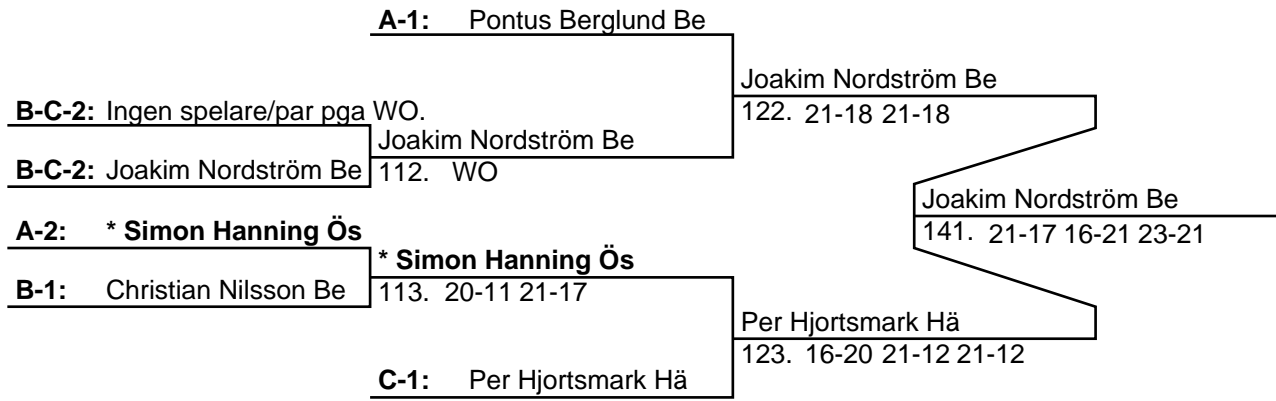 A-1: Pontus Berglund Be
Joakim Nordström Be
B-C-2: Ingen spelare/par pga WO.
122. 21-18 21-18
Joakim Nordström Be
B-C-2: Joakim Nordström Be
112. WO
Joakim Nordström Be
A-2: * Simon Hanning Ös
141. 21-17 16-21 23-21
* Simon Hanning Ös
B-1: Christian Nilsson Be
113. 20-11 21-17
Per Hjortsmark Hä
123. 16-20 21-12 21-12
C-1: Per Hjortsmark Hä